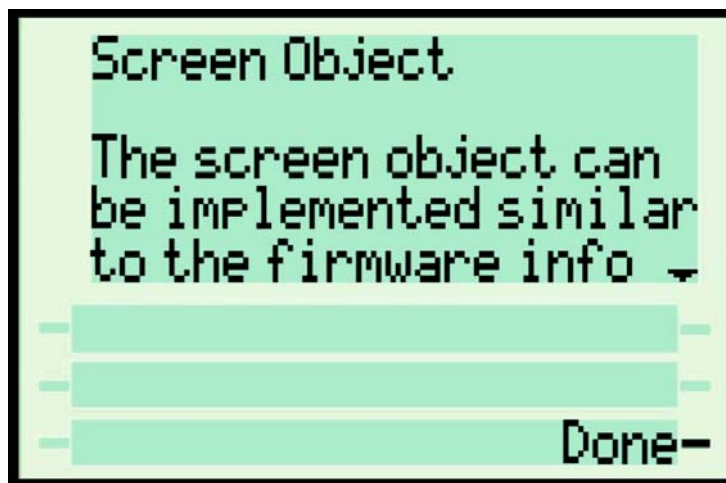 Screen Object
The screen object can
be implemented similar
to the firmware info
Done